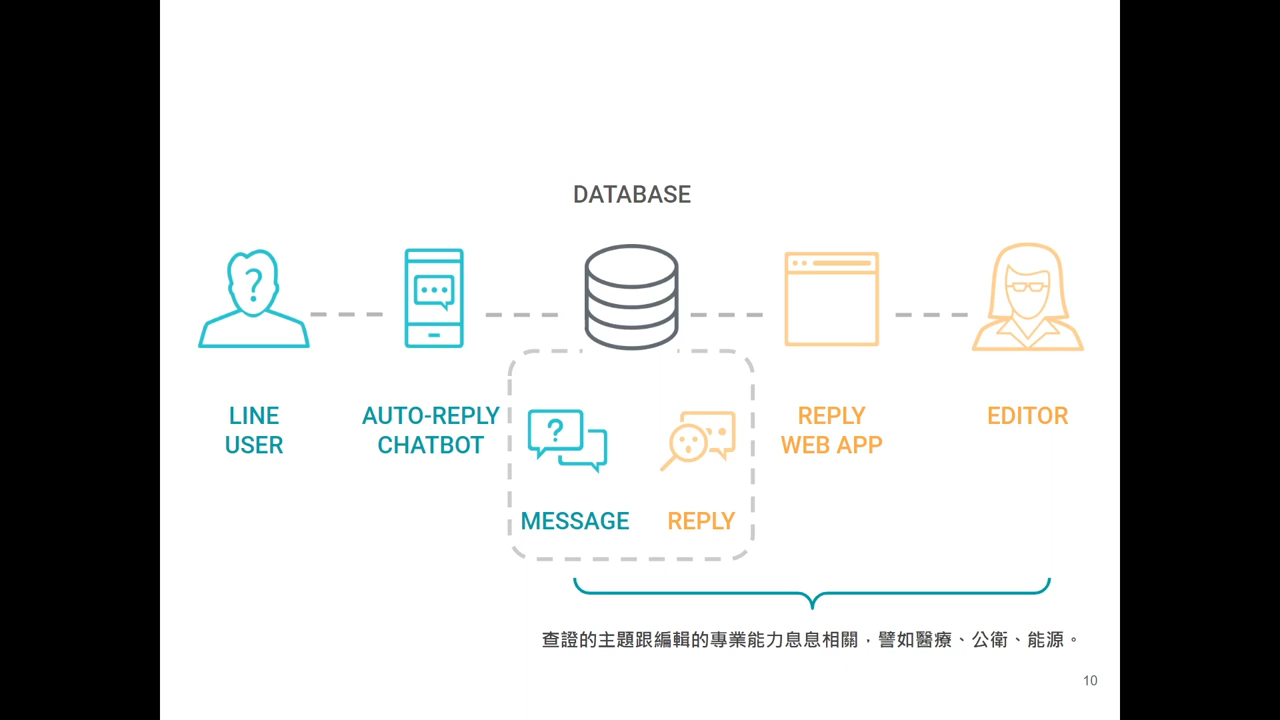 DATABASE
?
?
LINE
USER
AUTO-REPLY
CHATBOT
MESSAGE
REPLY
REPLY
WEB APP
EDITOR
查證的主題跟編輯的專業能力息息相關，譬如醫療、公衛、能源。
10